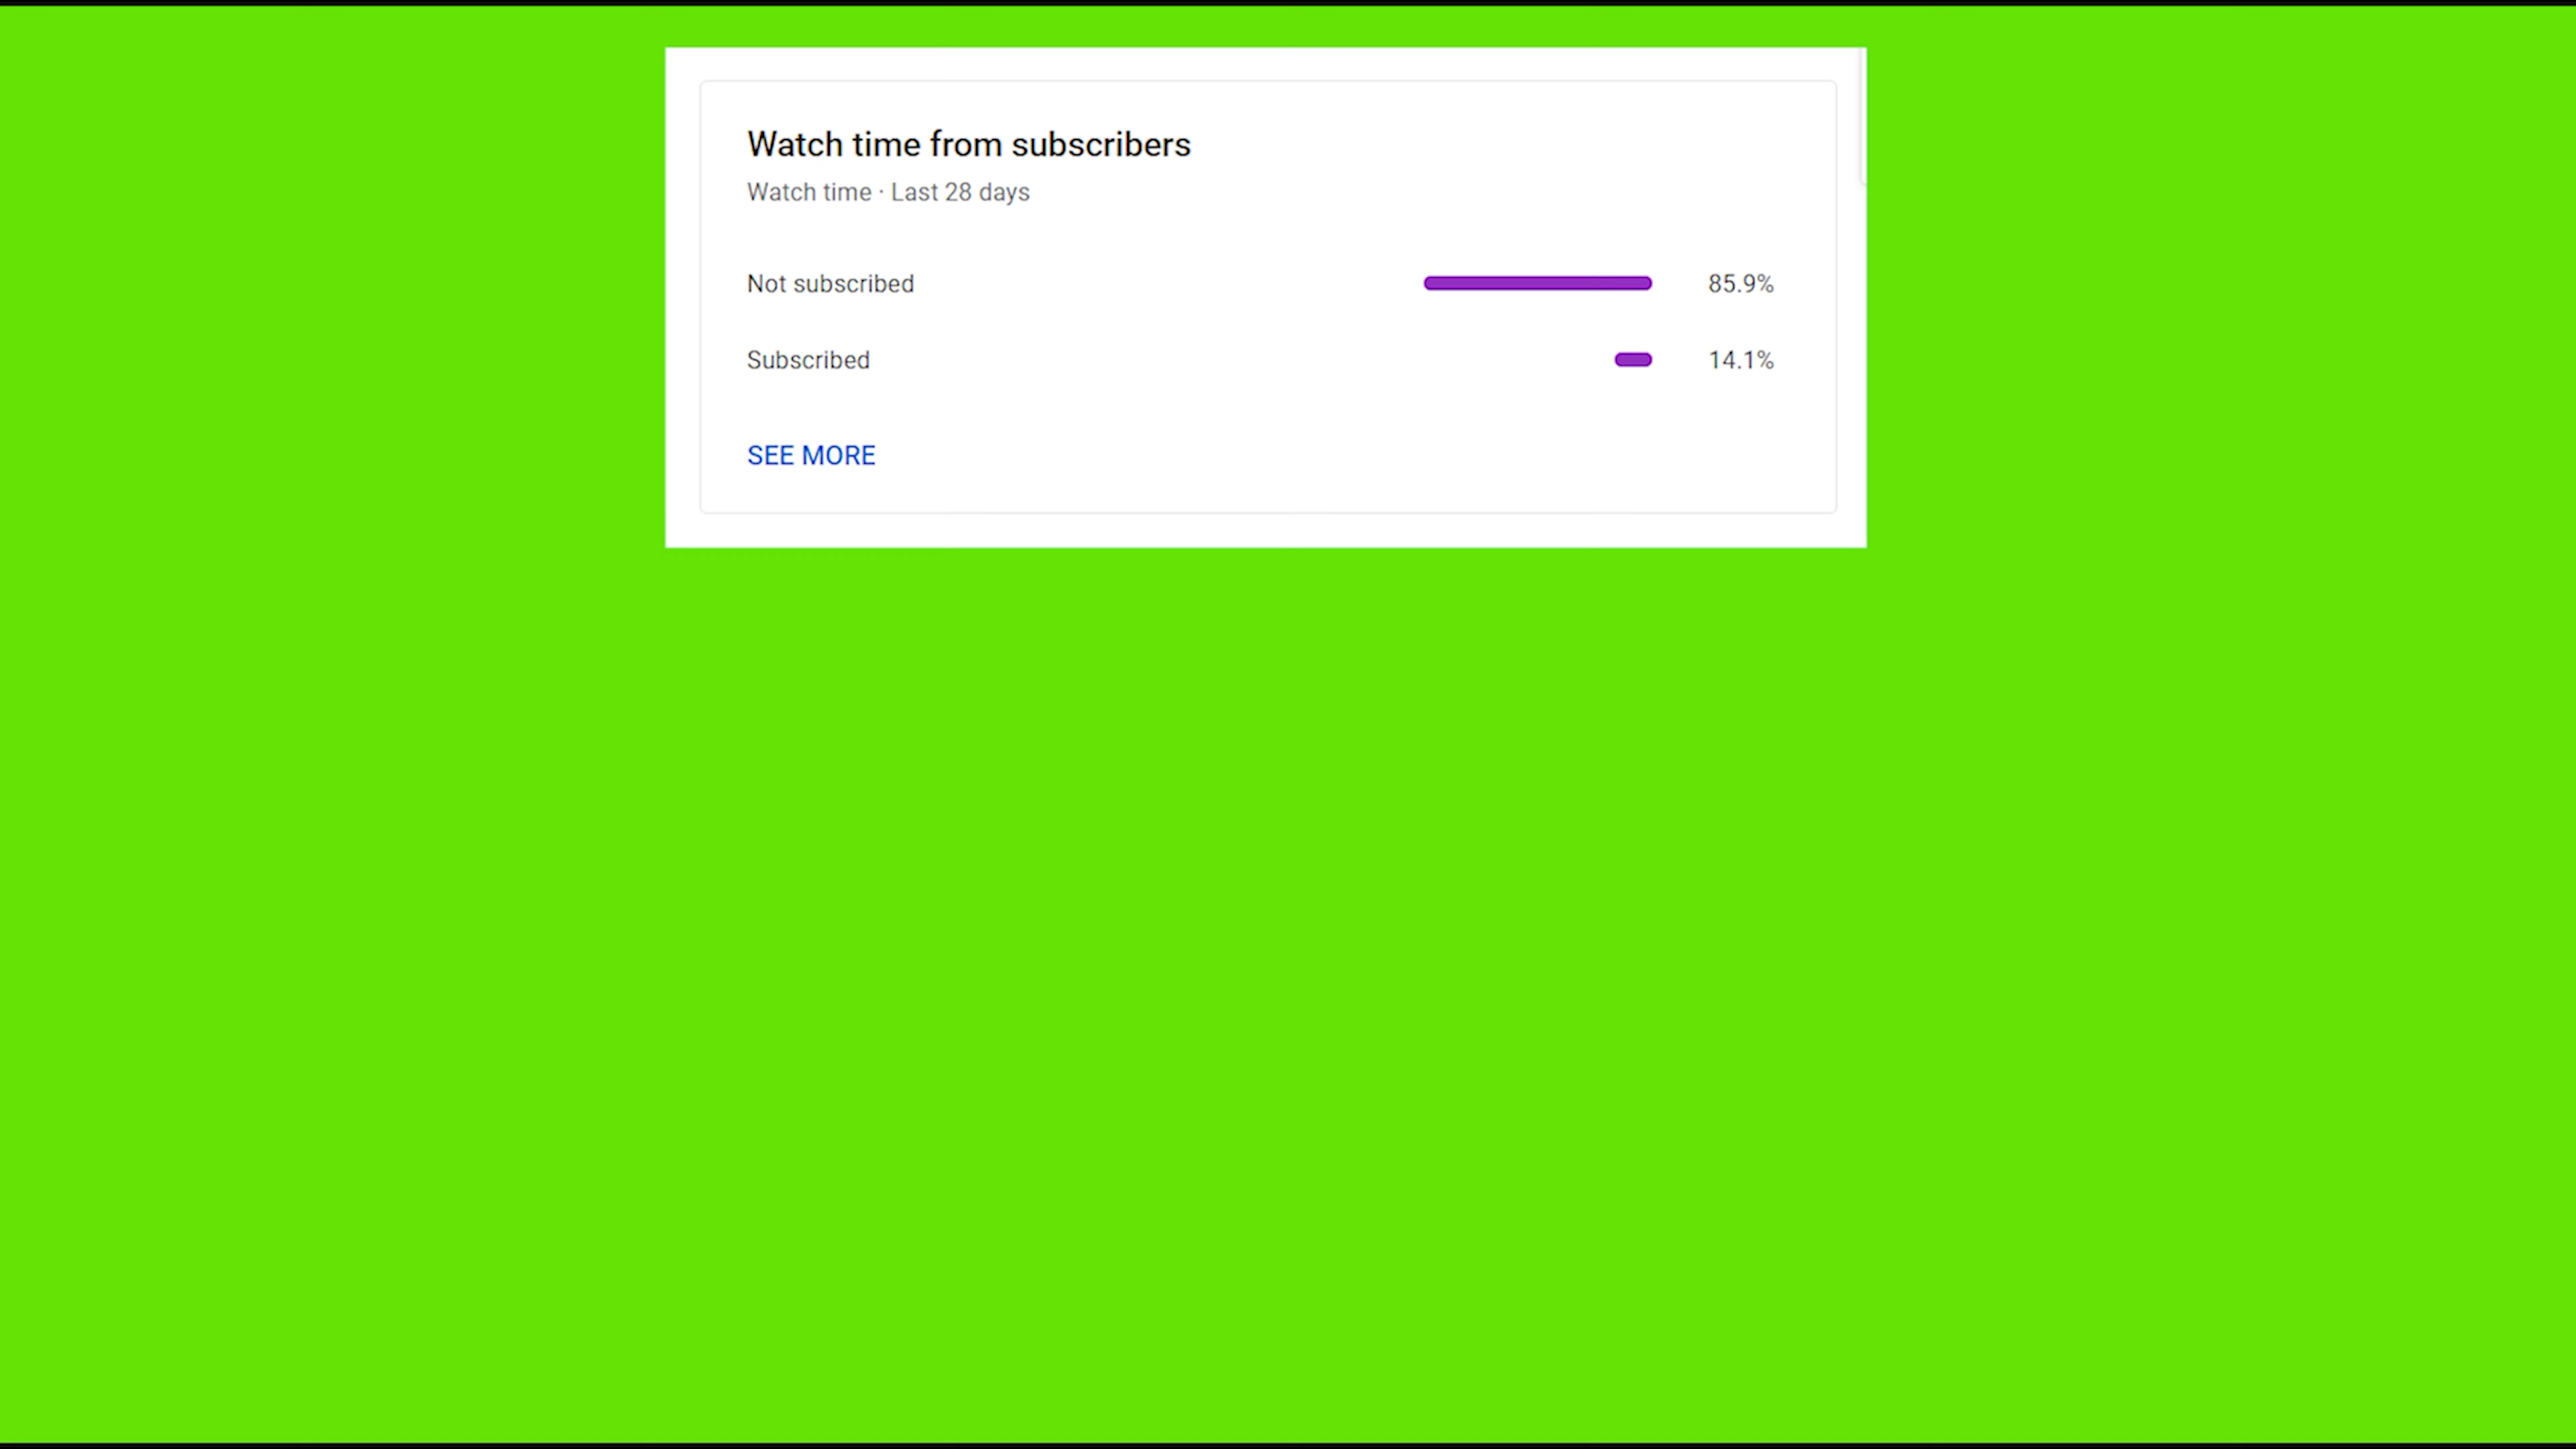 Watch time from subscribers
Watch time · Last 28 days
Not subscribed 85.9%
Subscribed 14.1%
SEE MORE